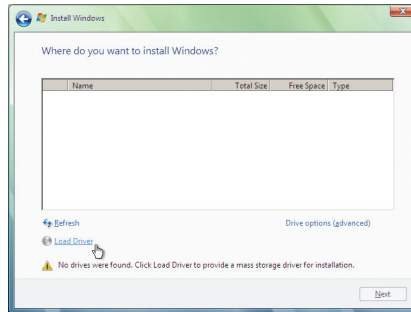 Install Windows
Where do you want to install Windows?
Name Total Size Free Space Type
Refresh Drive options (advanced)
Load Driver
No drives were found. Click Load Driver to provide a mass storage driver for installation.
Next